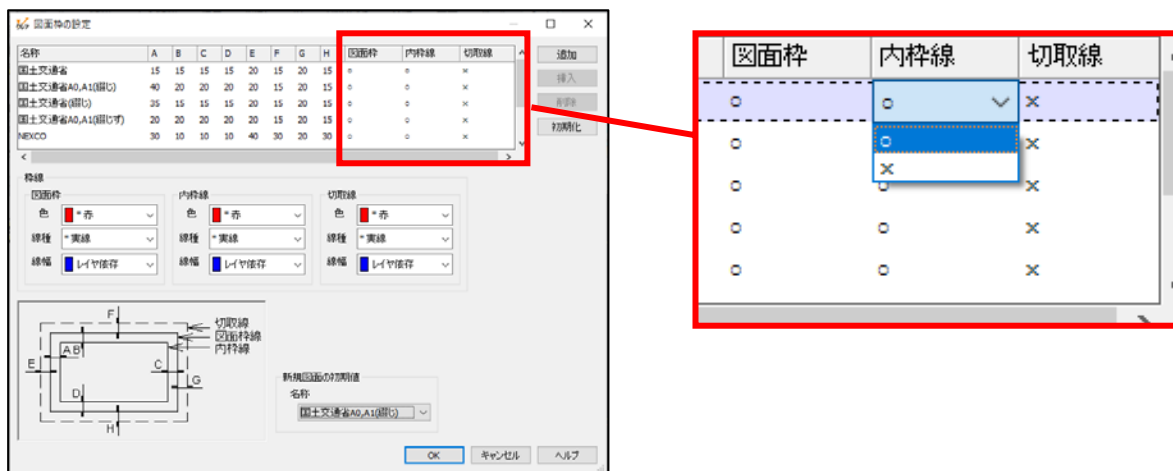 図面枠の設定
名称 A B C D E F G H 図面枠 内枠線 切取線
国土交通省 15 15 15 15 20 15 20 15 ○ ○ ×
国土交通省A0,A1(綴じ) 40 20 20 20 20 15 20 15 ○ ○ ×
国土交通省(綴じ) 35 15 15 15 20 15 20 15 ○ ○ ×
国土交通省A0,A1(綴じず) 20 20 20 20 20 15 20 15 ○ ○ ×
NEXCO 30 10 10 10 40 30 20 30 ○ ○ ×
追加
挿入
削除
初期化
枠線
図面枠
色 *赤
線種 *実線
線幅 レイヤ依存
内枠線
色 *赤
線種 *実線
線幅 レイヤ依存
切取線
色 *赤
線種 *実線
線幅 レイヤ依存
F
切取線
図面枠線
内枠線
A B
E
C
G
D
H
新規図面の初期値
名称
国土交通省A0,A1(綴じ)
OK キャンセル ヘルプ
図面枠 内枠線 切取線
○ ○ ×
○ ○ ×
×
○ ○ ×
○ ○ ×
○ ○ ×